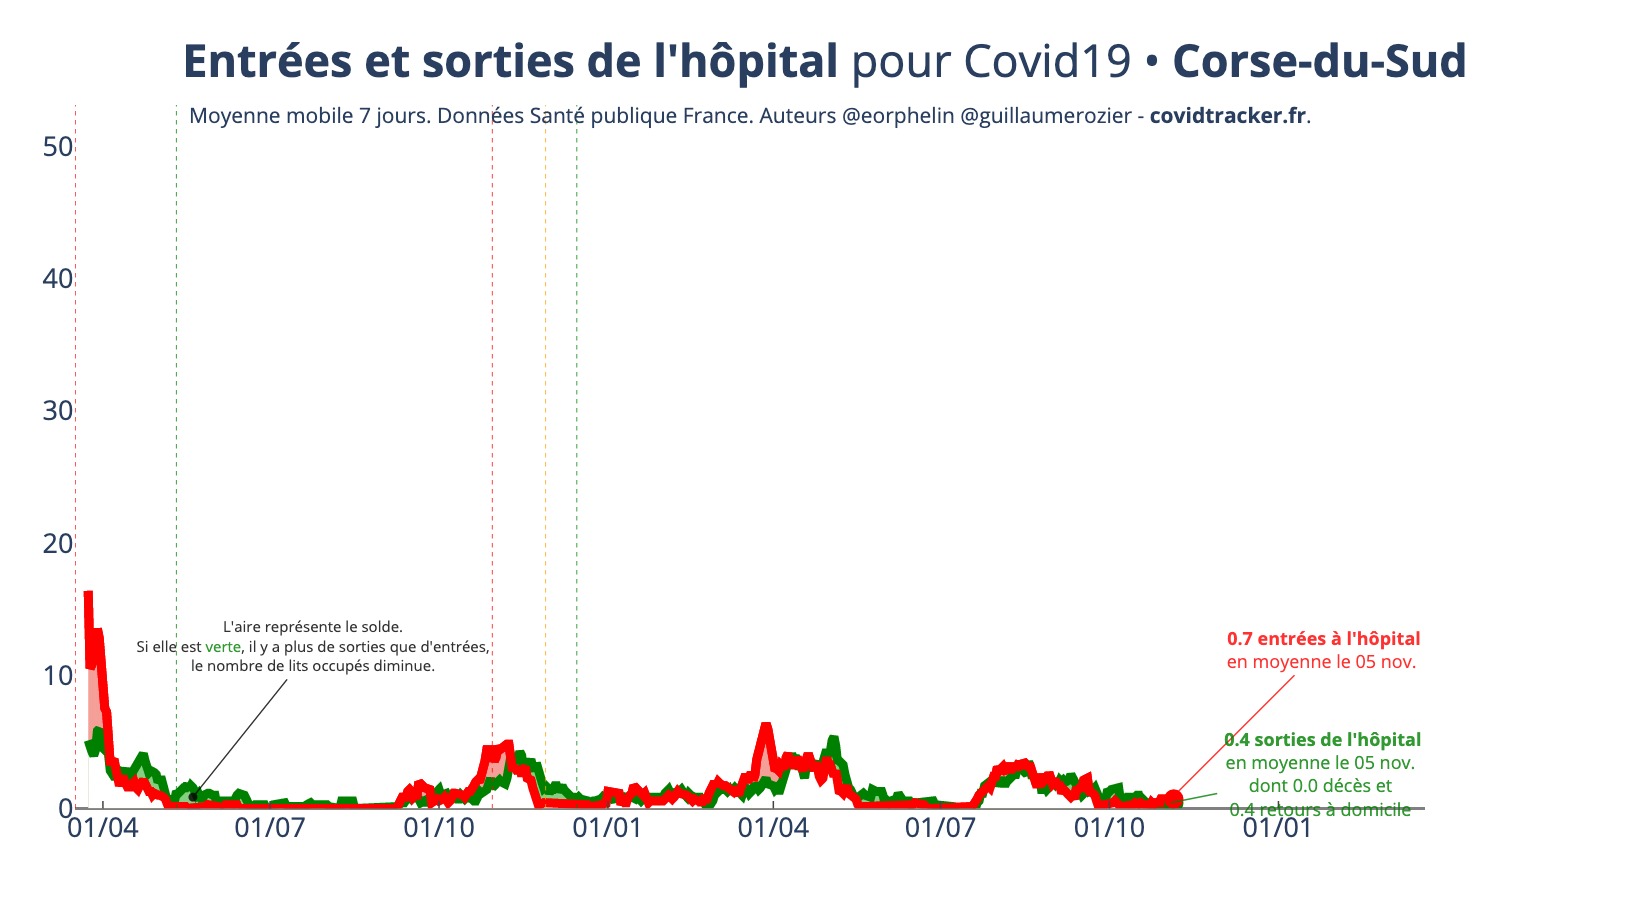 Entrées et sorties de l'hôpital pour Covid19 • Corse-du-Sud
Moyenne mobile 7 jours. Données Santé publique France. Auteurs @eorphelin @guillaumerozier - covidtracker.fr.
50
40
30
20
10
0
L'aire représente le solde.
Si elle est verte, il y a plus de sorties que d'entrées,
le nombre de lits occupés diminue.
0.7 entrées à l'hôpital
en moyenne le 05 nov.
0.4 sorties de l'hôpital
en moyenne le 05 nov.
dont 0.0 décès et
0.4 retours à domicile
01/04
01/07
01/10
01/01
01/04
01/07
01/10
01/01